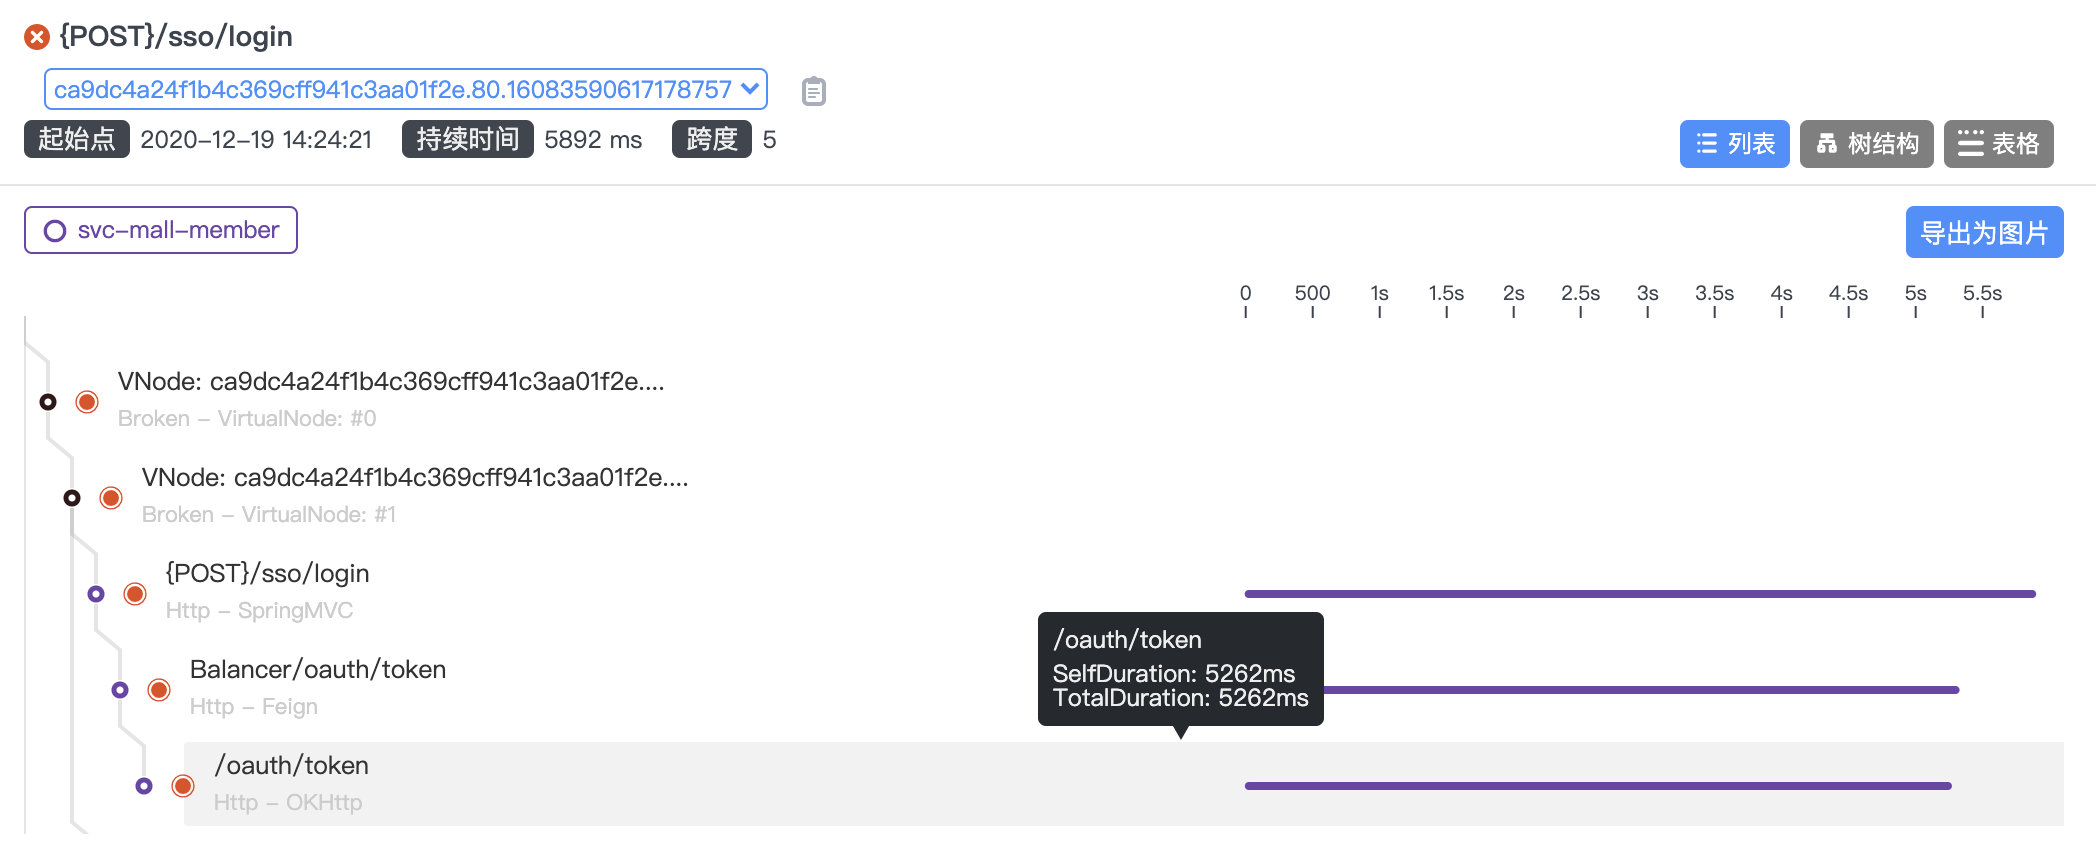 {POST}/sso/login
ca9dc4a24f1b4c369cff941c3aa01f2e.80.16083590617178757
起始点 2020-12-19 14:24:21 持续时间 5892 ms 跨度 5
列表 树结构 表格
svc-mall-member
导出为图片
0 500 1s 1.5s 2s 2.5s 3s 3.5s 4s 4.5s 5s 5.5s
VNode: ca9dc4a24f1b4c369cff941c3aa01f2e....
Broken - VirtualNode: #0
VNode: ca9dc4a24f1b4c369cff941c3aa01f2e....
Broken - VirtualNode: #1
{POST}/sso/login
Http - SpringMVC
/oauth/token
SelfDuration: 5262ms
TotalDuration: 5262ms
Balancer/oauth/token
Http - Feign
/oauth/token
Http - OKHttp